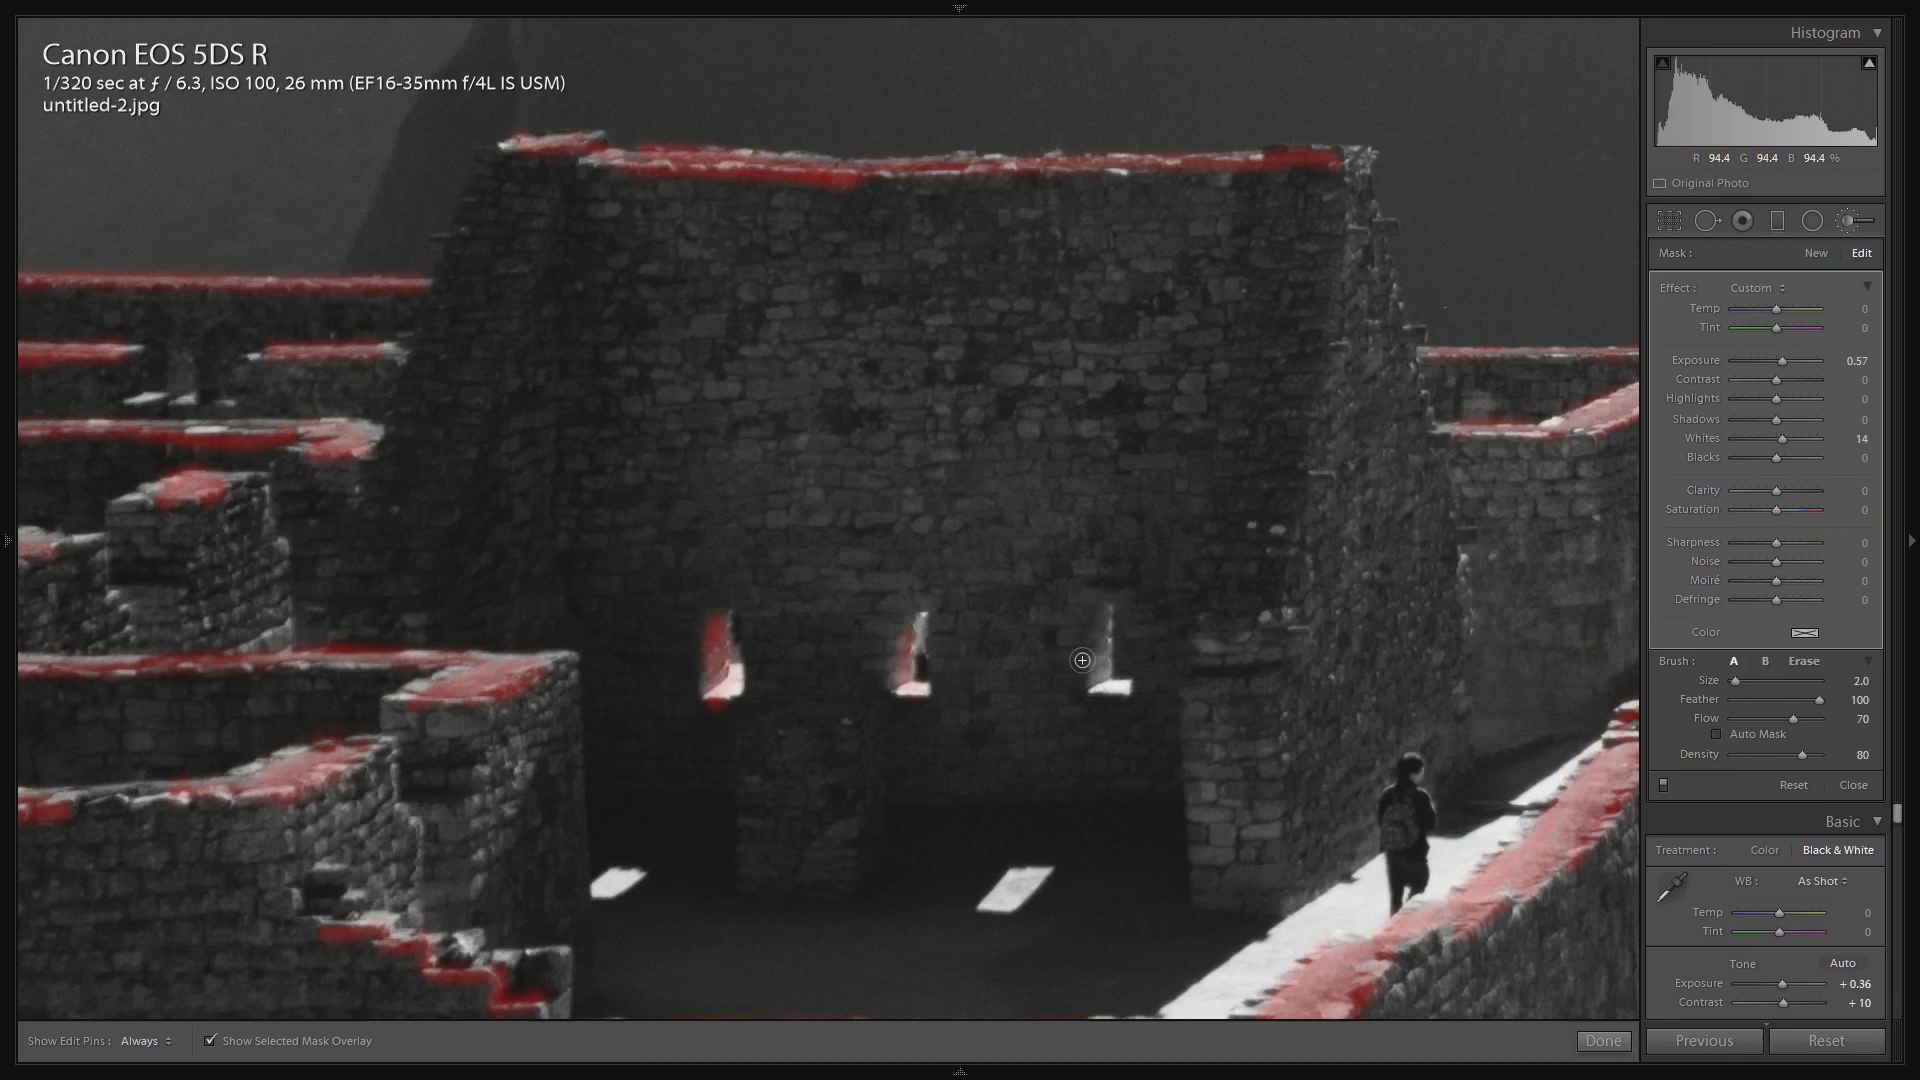 Canon EOS 5DS R
1/320 sec at ƒ / 6.3, ISO 100, 26 mm (EF16-35mm f/4L IS USM)
untitled-2.jpg
Histogram
R 94.4 G 94.4 B 94.4 %
Original Photo
Mask : New Edit
Effect : Custom
Temp 0
Tint 0
Exposure 0.57
Contrast 0
Highlights 0
Shadows 0
Whites 14
Blacks 0
Clarity 0
Saturation 0
Sharpness 0
Noise 0
Moiré 0
Defringe 0
Color
Brush : A B Erase
Size 2.0
Feather 100
Flow 70
Auto Mask
Density 80
Reset Close
Basic
Treatment : Color Black & White
WB : As Shot
Temp 0
Tint 0
Tone Auto
Exposure + 0.36
Contrast + 10
Show Edit Pins : Always Show Selected Mask Overlay Done
Previous Reset